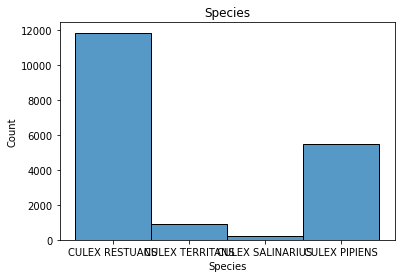 Species
12000
10000
8000
6000
4000
2000
0
Count
CULEX RESTUANS CULEX TERRITANS CULEX SALINARIUS CULEX PIPIENS
Species